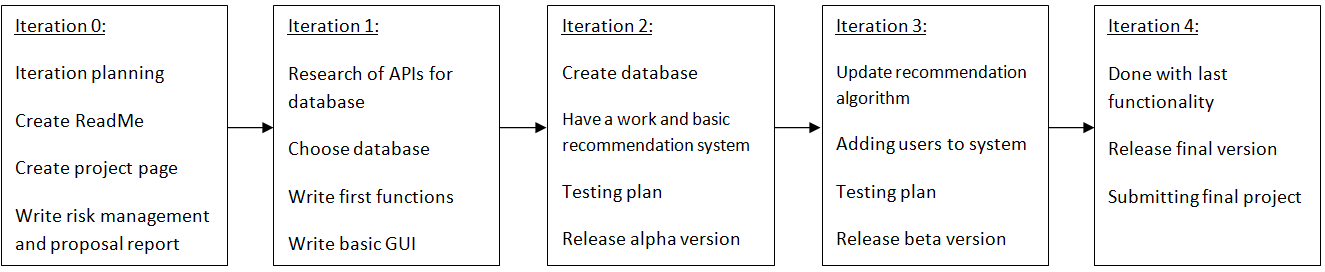 Iteration 0:
Iteration planning
Create ReadMe
Create project page
Write risk management
and proposal report
Iteration 1:
Research of APIs for
database
Choose database
Write first functions
Write basic GUI
Iteration 2:
Create database
Have a work and basic
recommendation system
Testing plan
Release alpha version
Iteration 3:
Update recommendation
algorithm
Adding users to system
Testing plan
Release beta version
Iteration 4:
Done with last
functionality
Release final version
Submitting final project